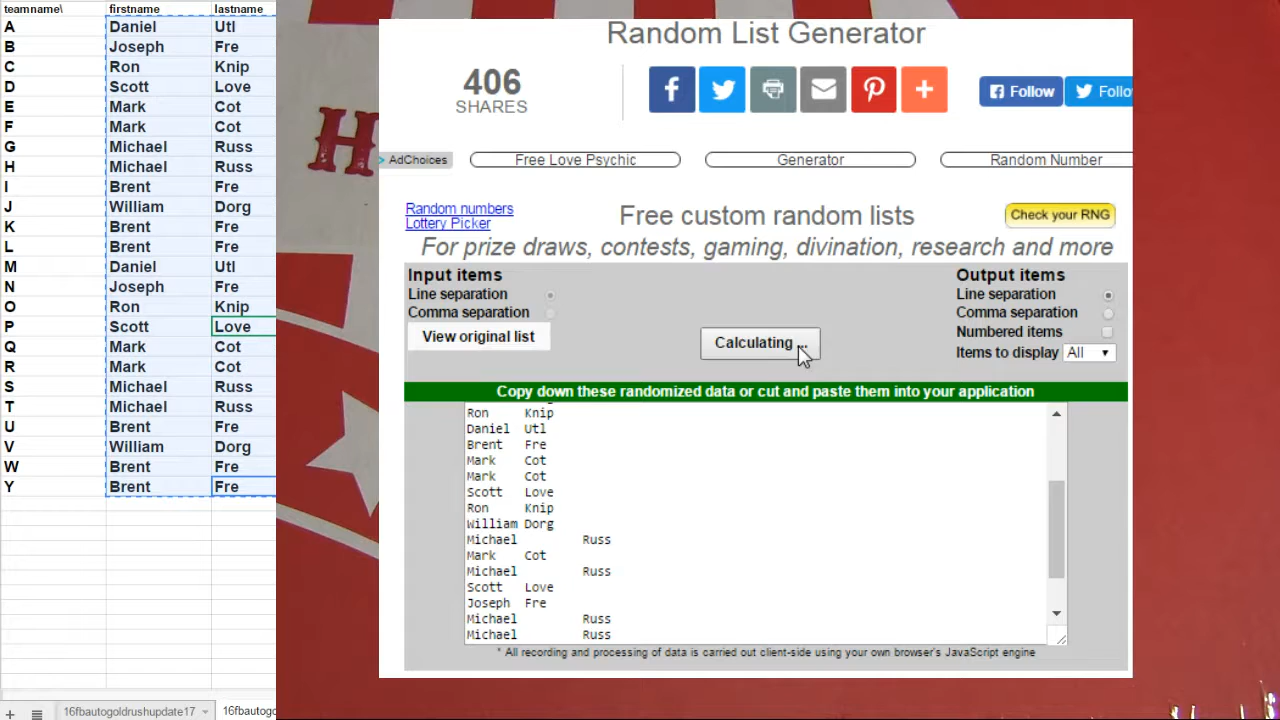 teamname\ firstname lastname
A Daniel Utl
B Joseph Fre
C Ron Knip
D Scott Love
E Mark Cot
F Mark Cot
G Michael Russ
H Michael Russ
I Brent Fre
J William Dorg
K Brent Fre
L Brent Fre
M Daniel Utl
N Joseph Fre
O Ron Knip
P Scott Love
Q Mark Cot
R Mark Cot
S Michael Russ
T Michael Russ
U Brent Fre
V William Dorg
W Brent Fre
Y Brent Fre
16fbautogoldrushupdate17 16fbautogo
H
Random List Generator
406
SHARES
Follow Follo
AdChoices Free Love Psychic Generator Random Number
Random numbers
Lottery Picker
Free custom random lists
Check your RNG
For prize draws, contests, gaming, divination, research and more
Input items
Line separation
Comma separation
View original list
Calculating ...
Output items
Line separation
Comma separation
Numbered items
Items to display All
Copy down these randomized data or cut and paste them into your application
Ron Knip
Daniel Utl
Brent Fre
Mark Cot
Mark Cot
Scott Love
Ron Knip
William Dorg
Michael Russ
Mark Cot
Michael Russ
Scott Love
Joseph Fre
Michael Russ
Michael Russ
* All recording and processing of data is carried out client-side using your own browser's JavaScript engine